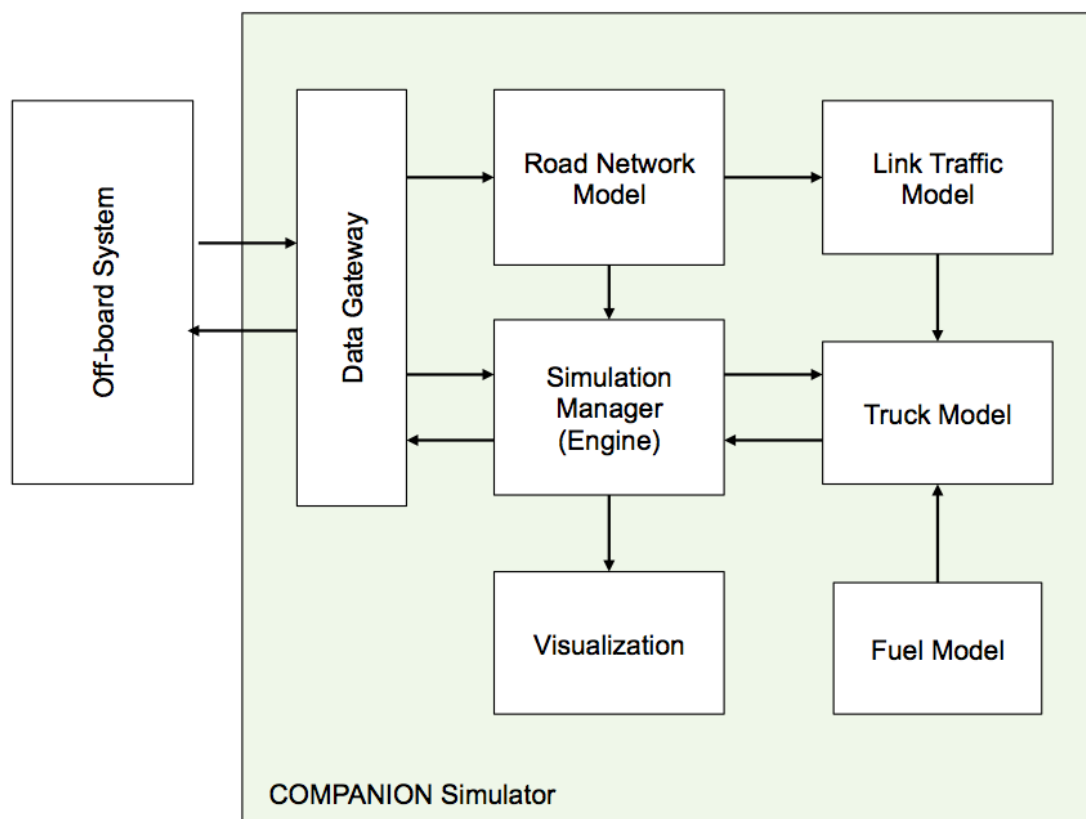 Off-board System
Data Gateway
Road Network
Model
Link Traffic
Model
Simulation
Manager
(Engine)
Truck Model
Visualization
Fuel Model
COMPANION Simulator